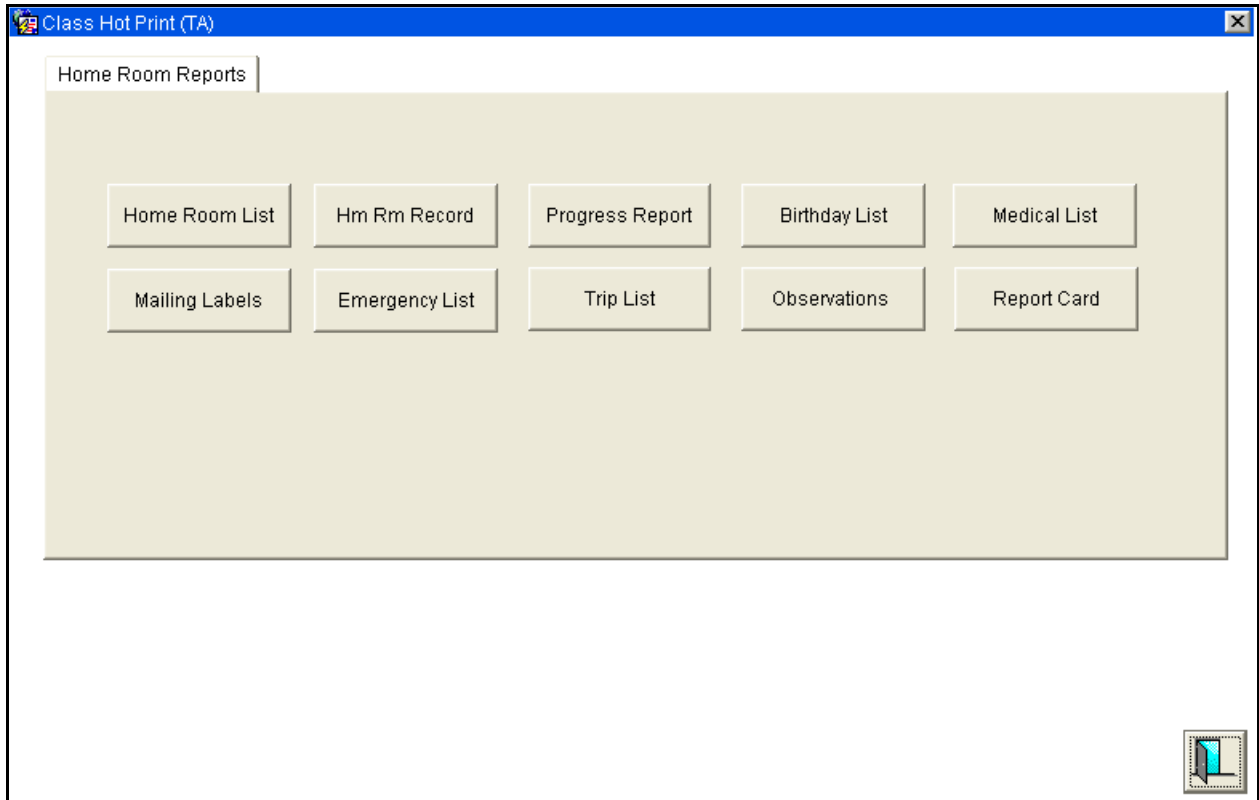 Class Hot Print (TA)
Home Room Reports
Home Room List Hm Rm Record Progress Report Birthday List Medical List
Mailing Labels Emergency List Trip List Observations Report Card